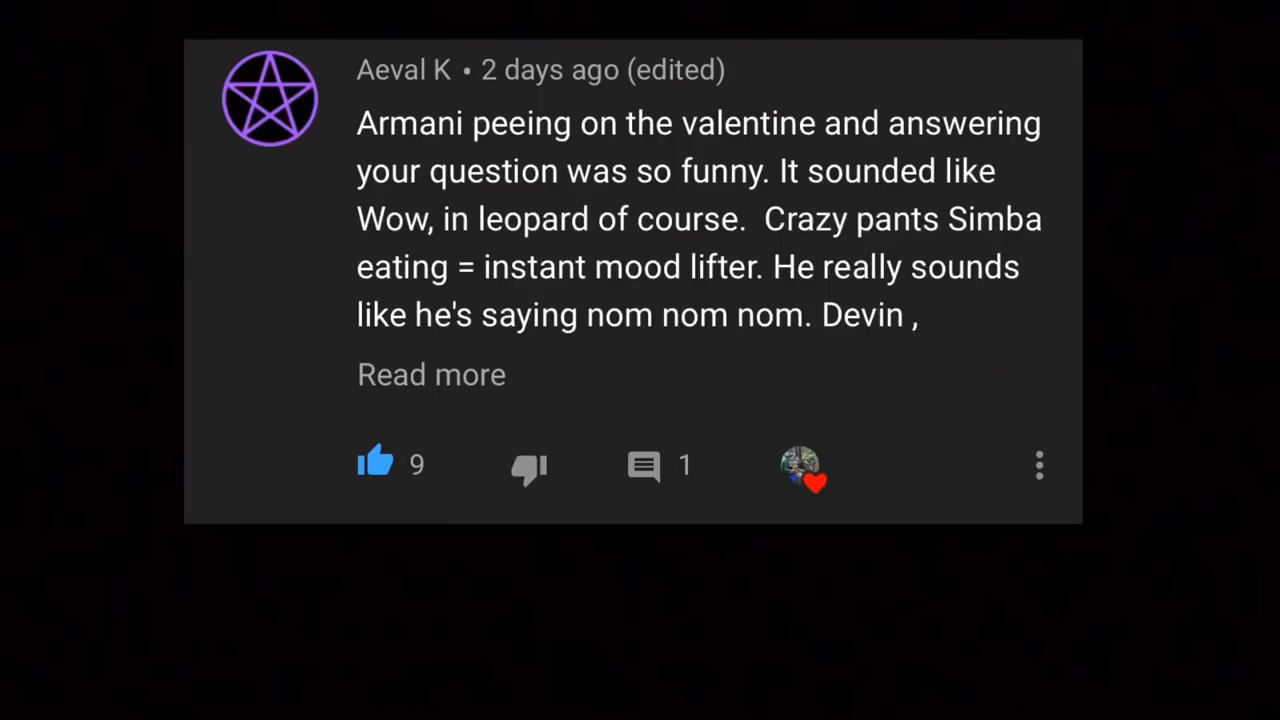 Aeval K • 2 days ago (edited)
Armani peeing on the valentine and answering
your question was so funny. It sounded like
Wow, in leopard of course.  Crazy pants Simba
eating = instant mood lifter. He really sounds
like he's saying nom nom nom. Devin ,
Read more
9 1